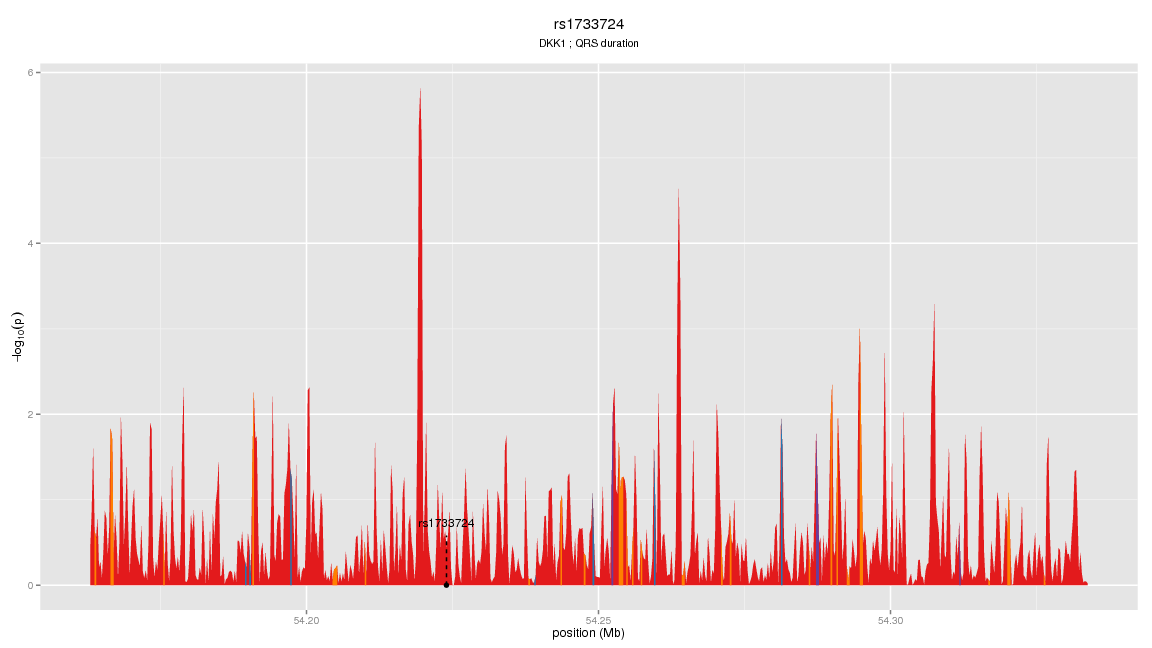 rs1733724
DKK1 ; QRS duration
6
4
2
0
−log10(p)
rs1733724
54.20
54.25
54.30
position (Mb)